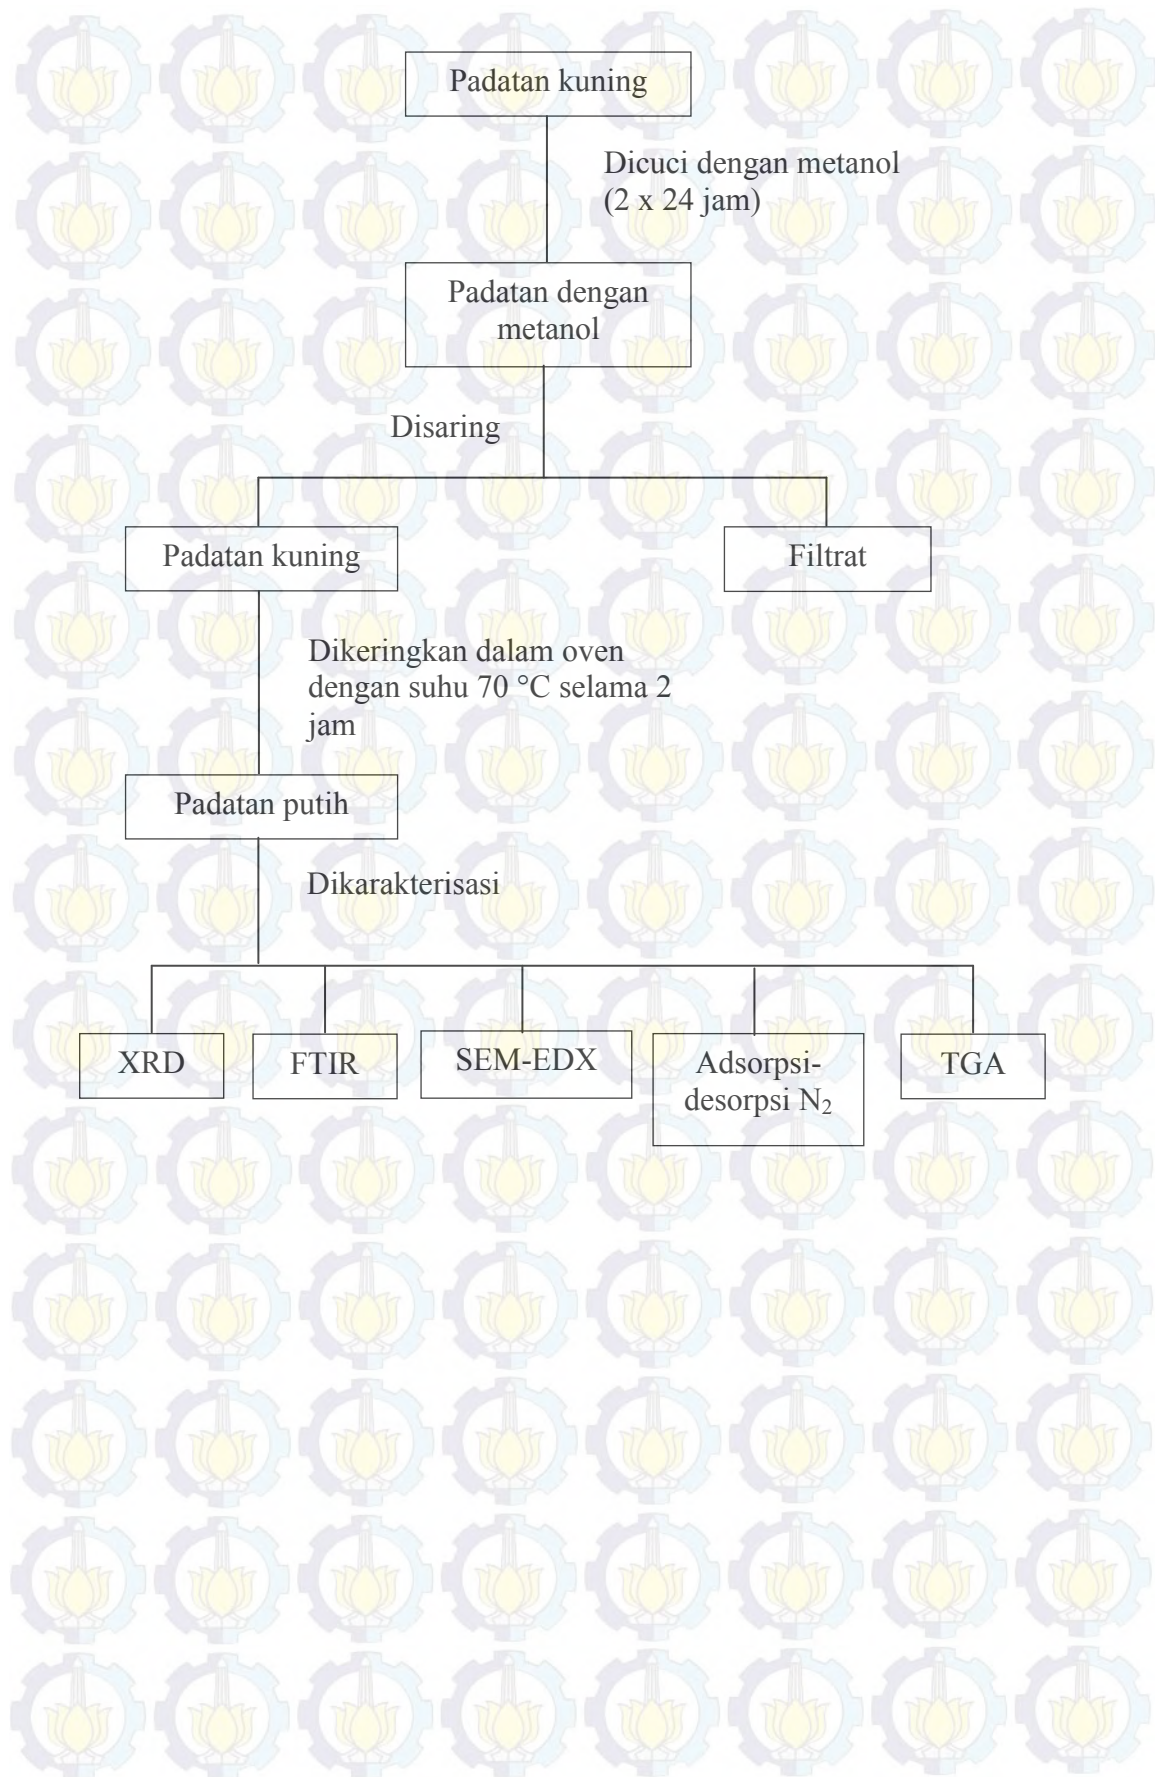 Padatan kuning
Dicuci dengan metanol
(2 x 24 jam)
Padatan dengan
metanol
Disaring
Padatan kuning
Filtrat
Dikeringkan dalam oven
dengan suhu 70 °C selama 2
jam
Padatan putih
Dikarakterisasi
XRD
FTIR
SEM-EDX
Adsorpsi-
desorpsi N₂
TGA